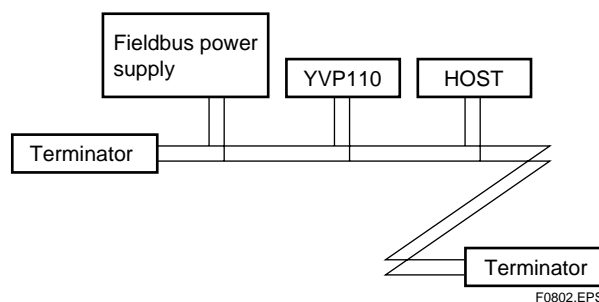 Fieldbus power
supply
YVP110
HOST
Terminator
Terminator
F0802.EPS